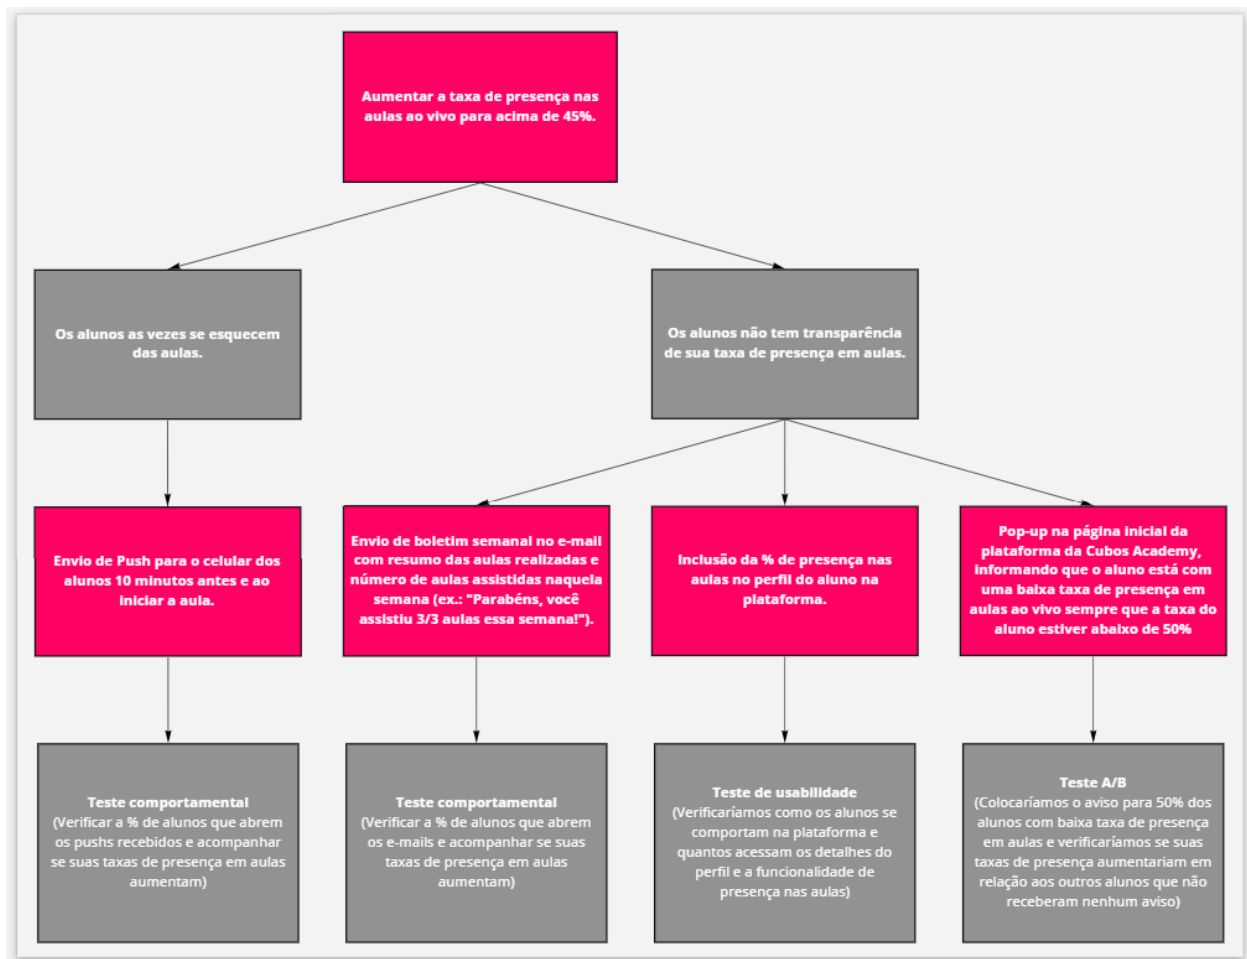 Aumentar a taxa de presença nas
aulas ao vivo para acima de 45%.
Os alunos as vezes se esquecem
das aulas.
Os alunos não tem transparência
de sua taxa de presença em aulas.
Envio de Push para o celular dos
alunos 10 minutos antes e ao
iniciar a aula.
Envio de boletim semanal no e-mail
com resumo das aulas realizadas e
número de aulas assistidas naquela
semana (ex.: "Parabéns, você
assistiu 3/3 aulas essa semana!").
Inclusão da % de presença nas
aulas no perfil do aluno na
plataforma.
Pop-up na página inicial da
plataforma da Cubos Academy,
informando que o aluno está com
uma baixa taxa de presença em
aulas ao vivo sempre que a taxa do
aluno estiver abaixo de 50%
Teste comportamental
(Verificar a % de alunos que abrem
os pushs recebidos e acompanhar
se suas taxas de presença em aulas
aumentam)
Teste comportamental
(Verificar a % de alunos que abrem
os e-mails e acompanhar se suas
taxas de presença em aulas
aumentam)
Teste de usabilidade
(Verificaríamos como os alunos se
comportam na plataforma e
quantos acessam os detalhes do
perfil e a funcionalidade de
presença nas aulas)
Teste A/B
(Colocaríamos o aviso para 50% dos
alunos com baixa taxa de presença
em aulas e verificaríamos se suas
taxas de presença aumentariam em
relação aos outros alunos que não
receberam nenhum aviso)